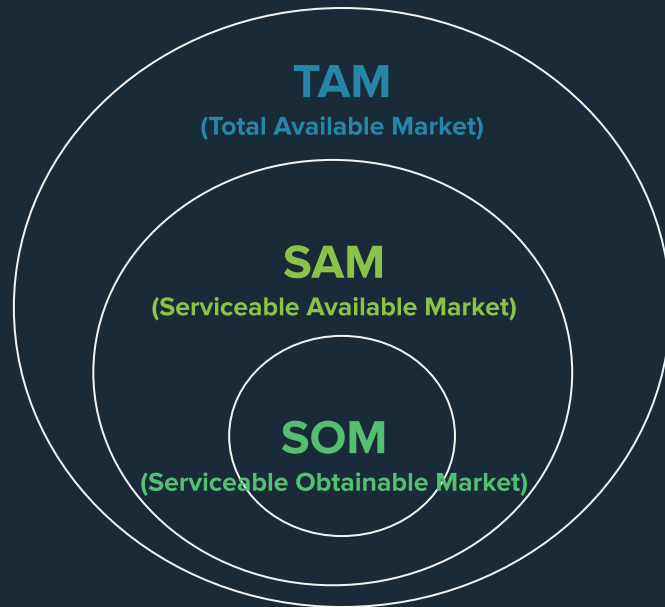 TAM
(Total Available Market)
SAM
(Serviceable Available Market)
SOM
(Serviceable Obtainable Market)